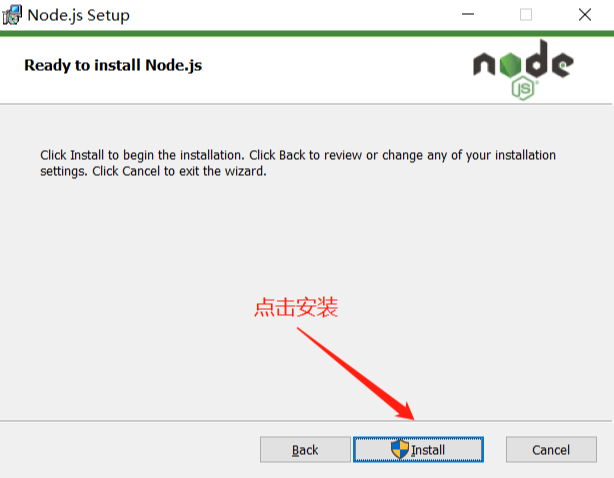 Node.js Setup
Ready to install Node.js
node
JS
Click Install to begin the installation. Click Back to review or change any of your installation
settings. Click Cancel to exit the wizard.
点击安装
Back
Install
Cancel